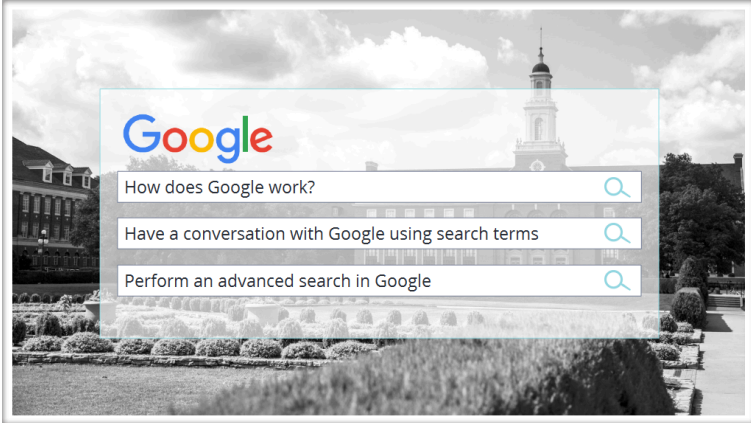 Google
How does Google work?
Have a conversation with Google using search terms
Perform an advanced search in Google